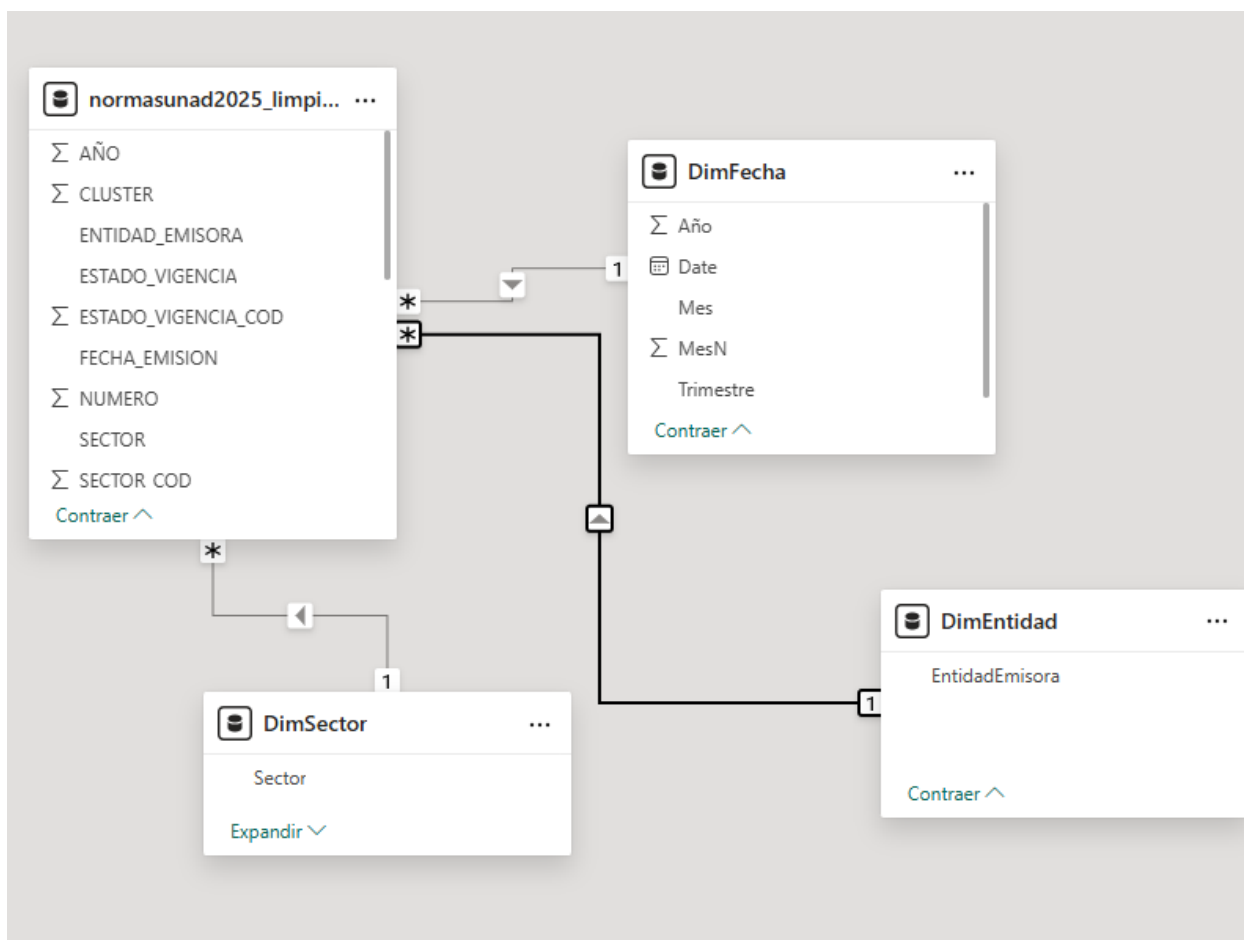 normasunad2025_limpi... ...
∑ AÑO
∑ CLUSTER
ENTIDAD_EMISORA
ESTADO_VIGENCIA
∑ ESTADO_VIGENCIA_COD
FECHA_EMISION
∑ NUMERO
SECTOR
∑ SECTOR COD
Contraer
*
*
1
DimFecha ...
∑ Año
Date
Mes
∑ MesN
Trimestre
Contraer
*
1
DimSector ...
Sector
Expandir
1
DimEntidad ...
EntidadEmisora
Contraer